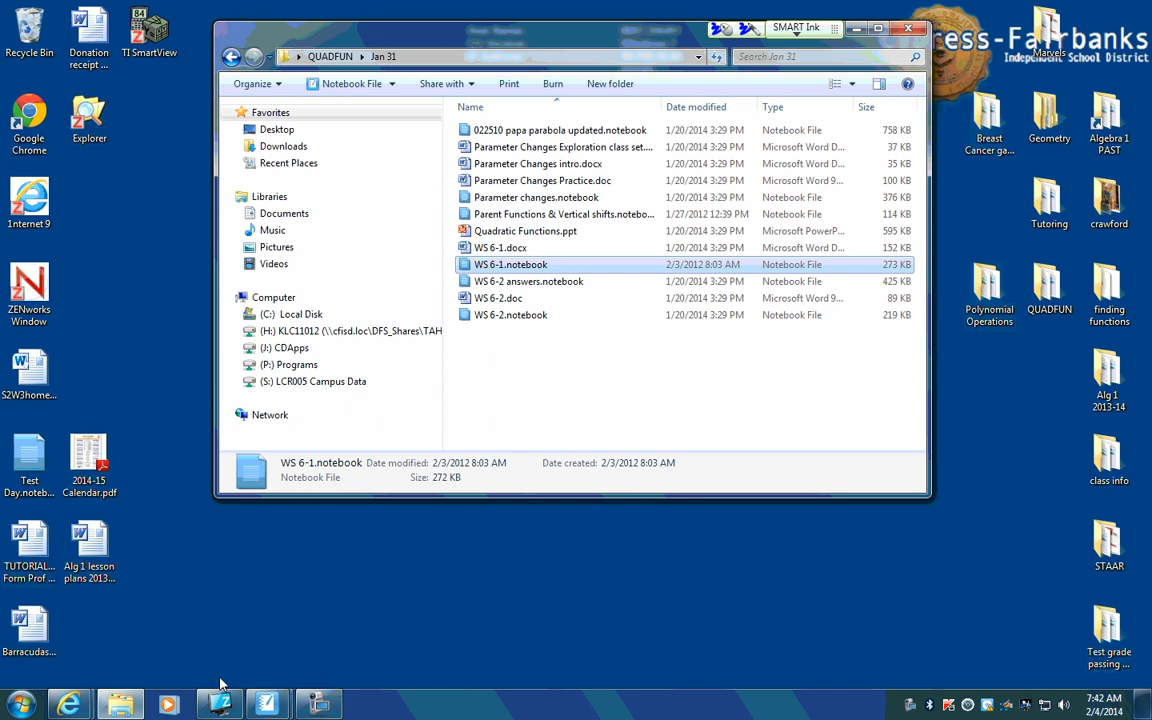 Recycle Bin
Donation
receipt ...
84
TI SmartView
Google
Chrome
Explorer
1nternet 9
ZENworks
Window
S2W3home...
Test
Day.noteb...
2014-15
Calendar.pdf
TUTORIAL...
Form Prof ...
Alg 1 lesson
plans 2013...
Barracudas...
SMART Ink
QUADFUN
Jan 31
Search Jan 31
Organize
Notebook File
Share with
Print
Burn
New folder
Favorites
Desktop
Downloads
Recent Places
Libraries
Documents
Music
Pictures
Videos
Computer
(C:) Local Disk
(H:) KLC11012 (\\cfisd.loc\DFS_Shares\TAH
(J:) CDApps
(P:) Programs
(S:) LCR005 Campus Data
Network
Name Date modified Type Size
022510 papa parabola updated.notebook 1/20/2014 3:29 PM Notebook File 758 KB
Parameter Changes Exploration class set.... 1/20/2014 3:29 PM Microsoft Word D... 37 KB
Parameter Changes intro.docx 1/20/2014 3:29 PM Microsoft Word D... 35 KB
Parameter Changes Practice.doc 1/20/2014 3:29 PM Microsoft Word 9... 100 KB
Parameter changes.notebook 1/20/2014 3:29 PM Notebook File 376 KB
Parent Functions & Vertical shifts.notebo... 1/27/2012 12:39 PM Notebook File 114 KB
Quadratic Functions.ppt 1/20/2014 3:29 PM Microsoft PowerP... 595 KB
WS 6-1.docx 1/20/2014 3:29 PM Microsoft Word D... 152 KB
WS 6-1.notebook 2/3/2012 8:03 AM Notebook File 273 KB
WS 6-2 answers.notebook 1/20/2014 3:29 PM Notebook File 425 KB
WS 6-2.doc 1/20/2014 3:29 PM Microsoft Word 9... 89 KB
WS 6-2.notebook 1/20/2014 3:29 PM Notebook File 219 KB
WS 6-1.notebook Date modified: 2/3/2012 8:03 AM Date created: 2/3/2012 8:03 AM
Notebook File Size: 272 KB
ress-Fairbanks
Independent School District
Marvels
Breast
Cancer ga...
Geometry
Algebra 1
PAST
Tutoring
crawford
Polynomial
Operations
QUADFUN
finding
functions
Alg 1
2013-14
class info
STAAR
Test grade
passing ...
7:42 AM
2/4/2014